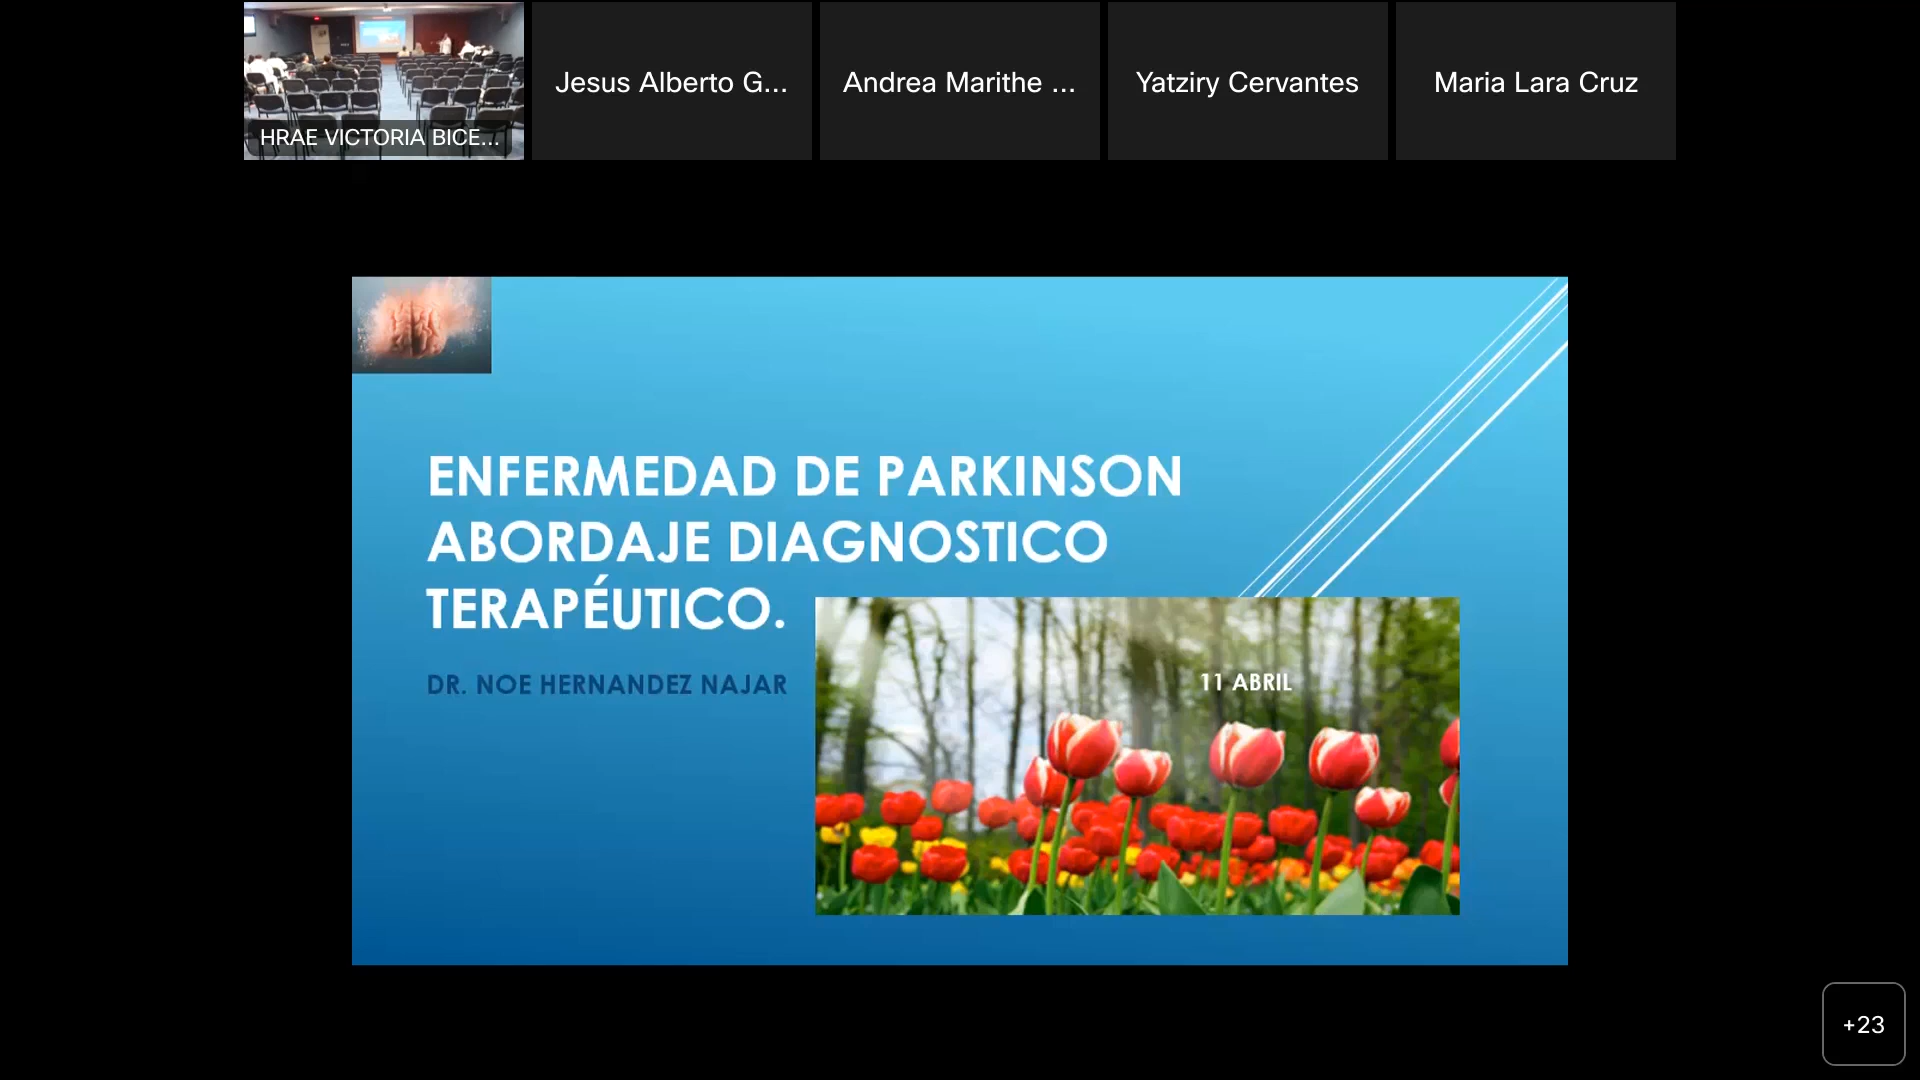 HRAE VICTORIA BICE...
Jesus Alberto G...
Andrea Marithe ...
Yatziry Cervantes
Maria Lara Cruz
ENFERMEDAD DE PARKINSON
ABORDAJE DIAGNOSTICO
TERAPÉUTICO.
DR. NOE HERNANDEZ NAJAR
11 ABRIL
+23